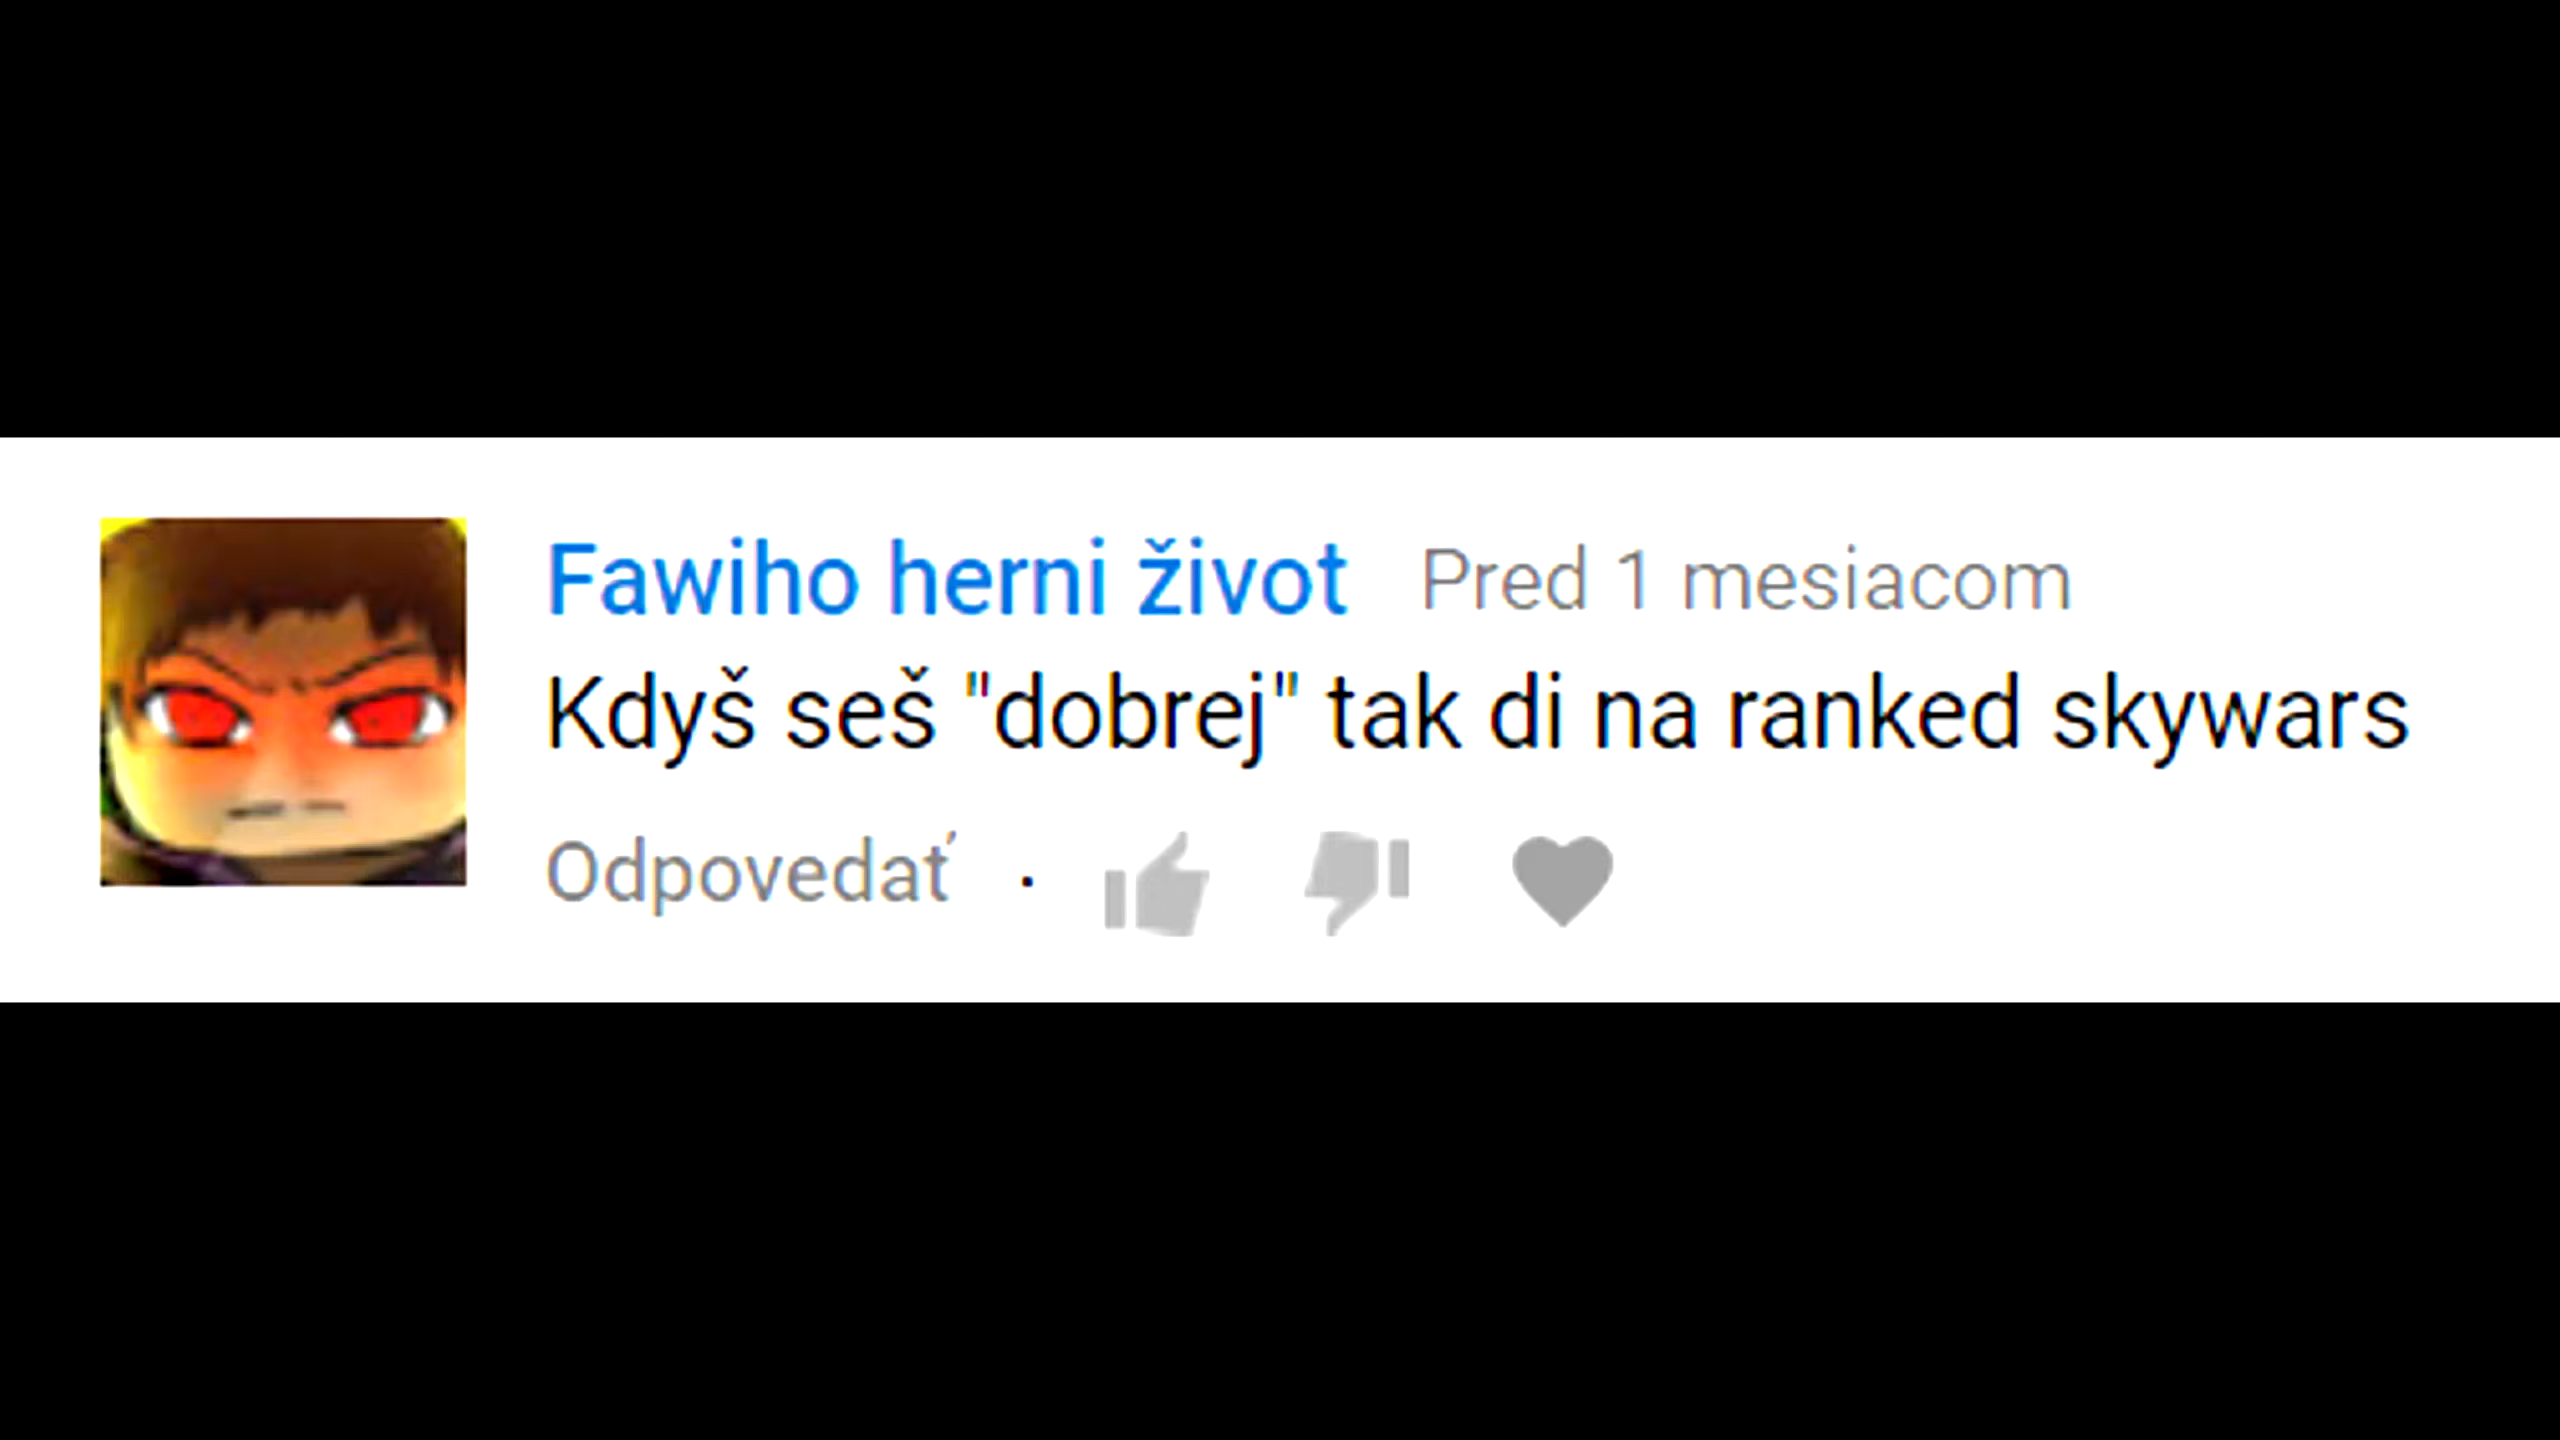 Fawiho herni život Pred 1 mesiacom
Kdyš seš "dobrej" tak di na ranked skywars
Odpovedať ·